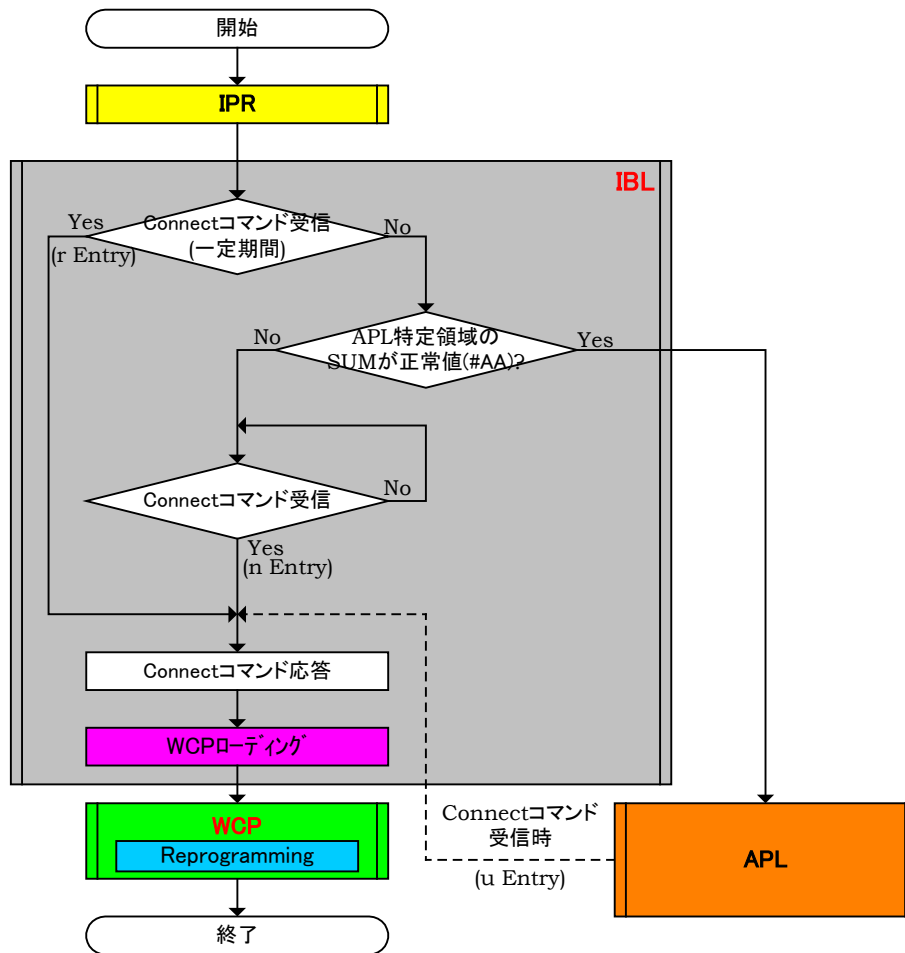 開始
IPR
IBL
Connectコマンド受信
(一定期間)
Yes
(r Entry)
No
APL特定領域の
SUMが正常値(#AA)?
No
Yes
Connectコマンド受信
No
Yes
(n Entry)
Connectコマンド応答
WCPローディング
WCP
Reprogramming
Connectコマンド
受信時
(u Entry)
APL
終了